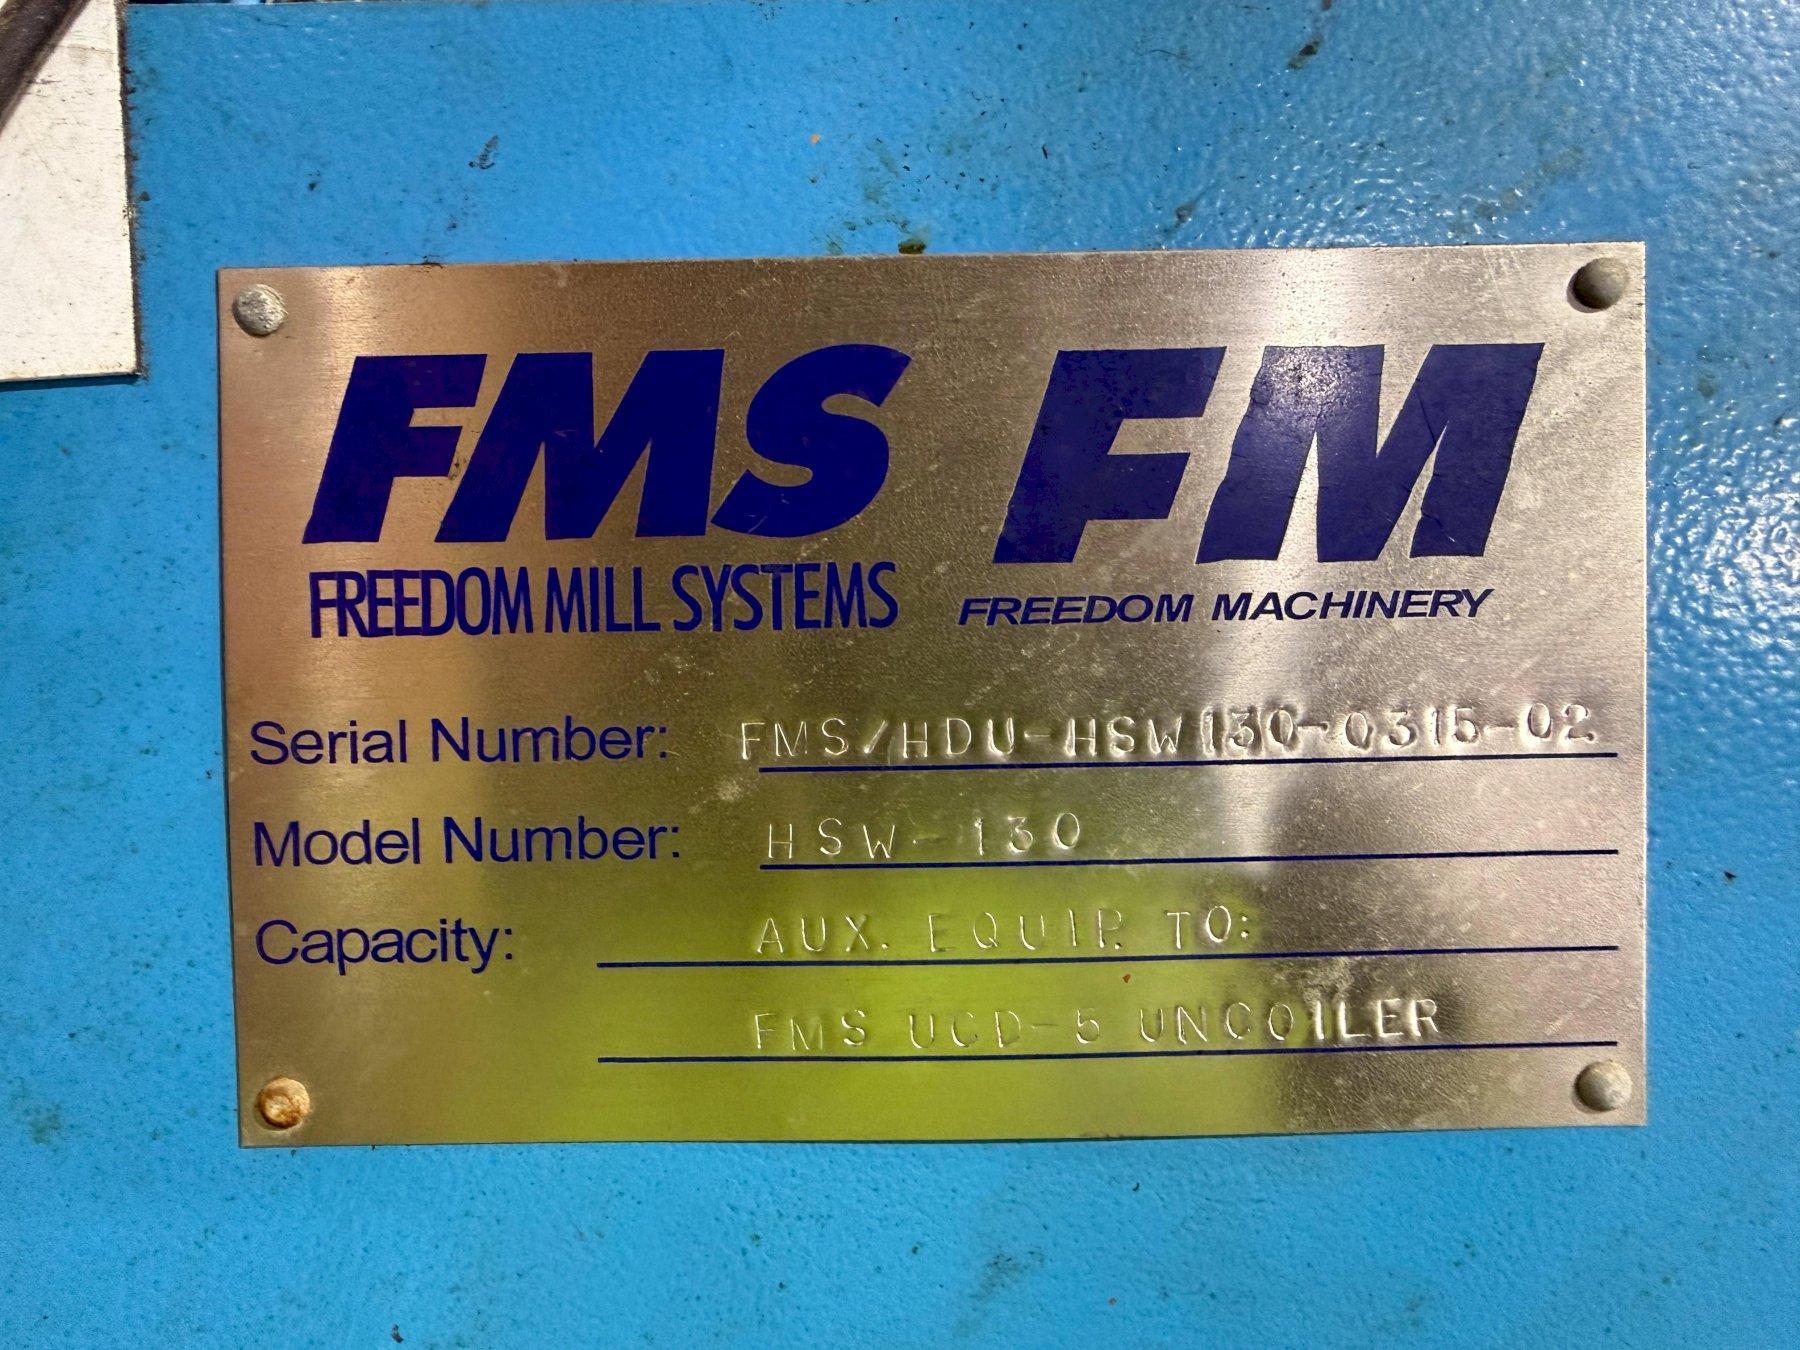 FMS FM
FREEDOM MILL SYSTEMS FREEDOM MACHINERY
Serial Number: FMS/HDU-HSW130-0315-02
Model Number: HSW-130
Capacity: AUX. EQUIP. TO:
FMS UCD-5 UNCOILER